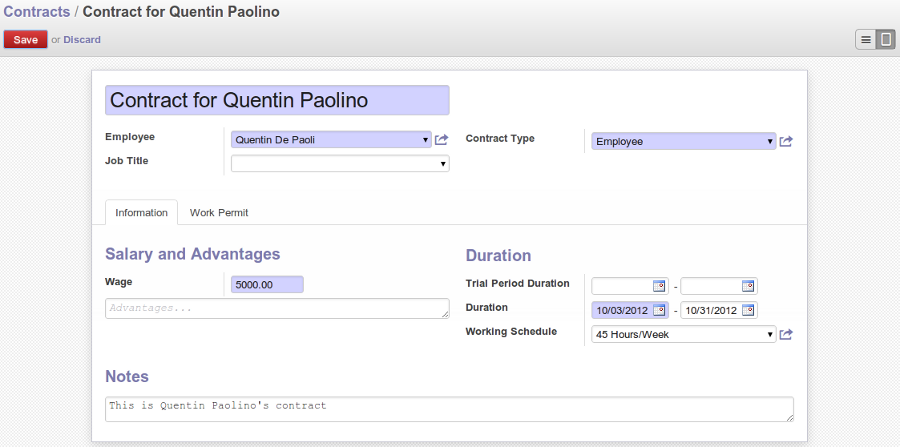 Contracts / Contract for Quentin Paolino
Save or Discard
Contract for Quentin Paolino
Employee Quentin De Paoli
Job Title
Contract Type Employee
Information Work Permit
Salary and Advantages
Wage 5000.00
Advantages...
Duration
Trial Period Duration -
Duration 10/03/2012 - 10/31/2012
Working Schedule 45 Hours/Week
Notes
This is Quentin Paolino's contract